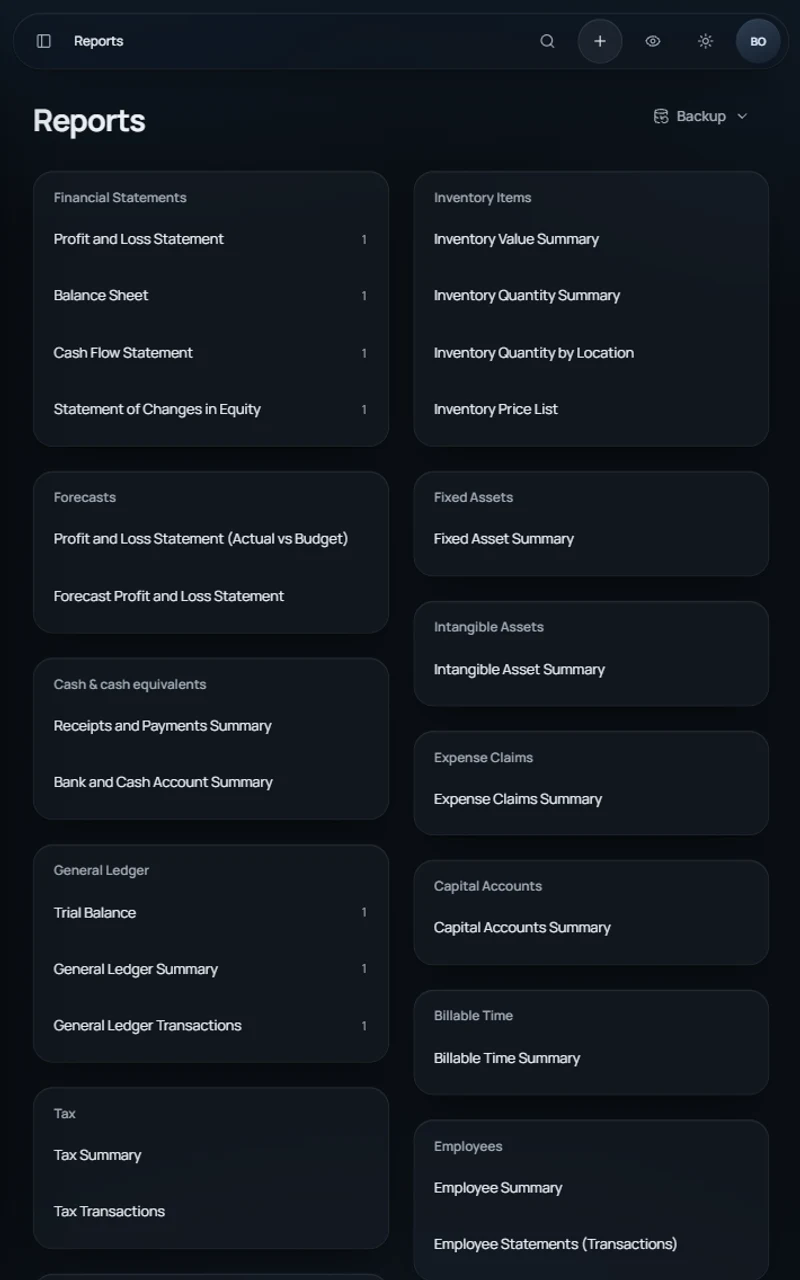 Reports
BO
Reports
Backup
Financial Statements
Profit and Loss Statement 1
Balance Sheet 1
Cash Flow Statement 1
Statement of Changes in Equity 1
Forecasts
Profit and Loss Statement (Actual vs Budget)
Forecast Profit and Loss Statement
Cash & cash equivalents
Receipts and Payments Summary
Bank and Cash Account Summary
General Ledger
Trial Balance 1
General Ledger Summary 1
General Ledger Transactions 1
Tax
Tax Summary
Tax Transactions
Inventory Items
Inventory Value Summary
Inventory Quantity Summary
Inventory Quantity by Location
Inventory Price List
Fixed Assets
Fixed Asset Summary
Intangible Assets
Intangible Asset Summary
Expense Claims
Expense Claims Summary
Capital Accounts
Capital Accounts Summary
Billable Time
Billable Time Summary
Employees
Employee Summary
Employee Statements (Transactions)